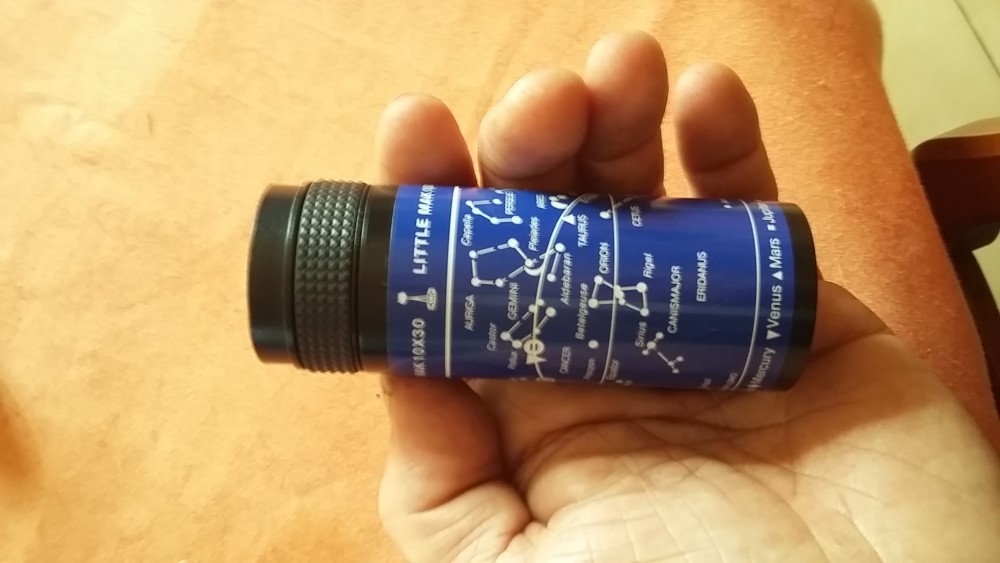 LITTLE MAK
10X30
Capella
AURIGA
PERSEUS
Pleiades
GEMINI
Castor
TAURUS
Aldebaran
CANCER
ORION
Betelgeuse
CETUS
Rigel
Sirius
CANISMAJOR
ERIDANUS
Mercury ▼Venus ▲Mars